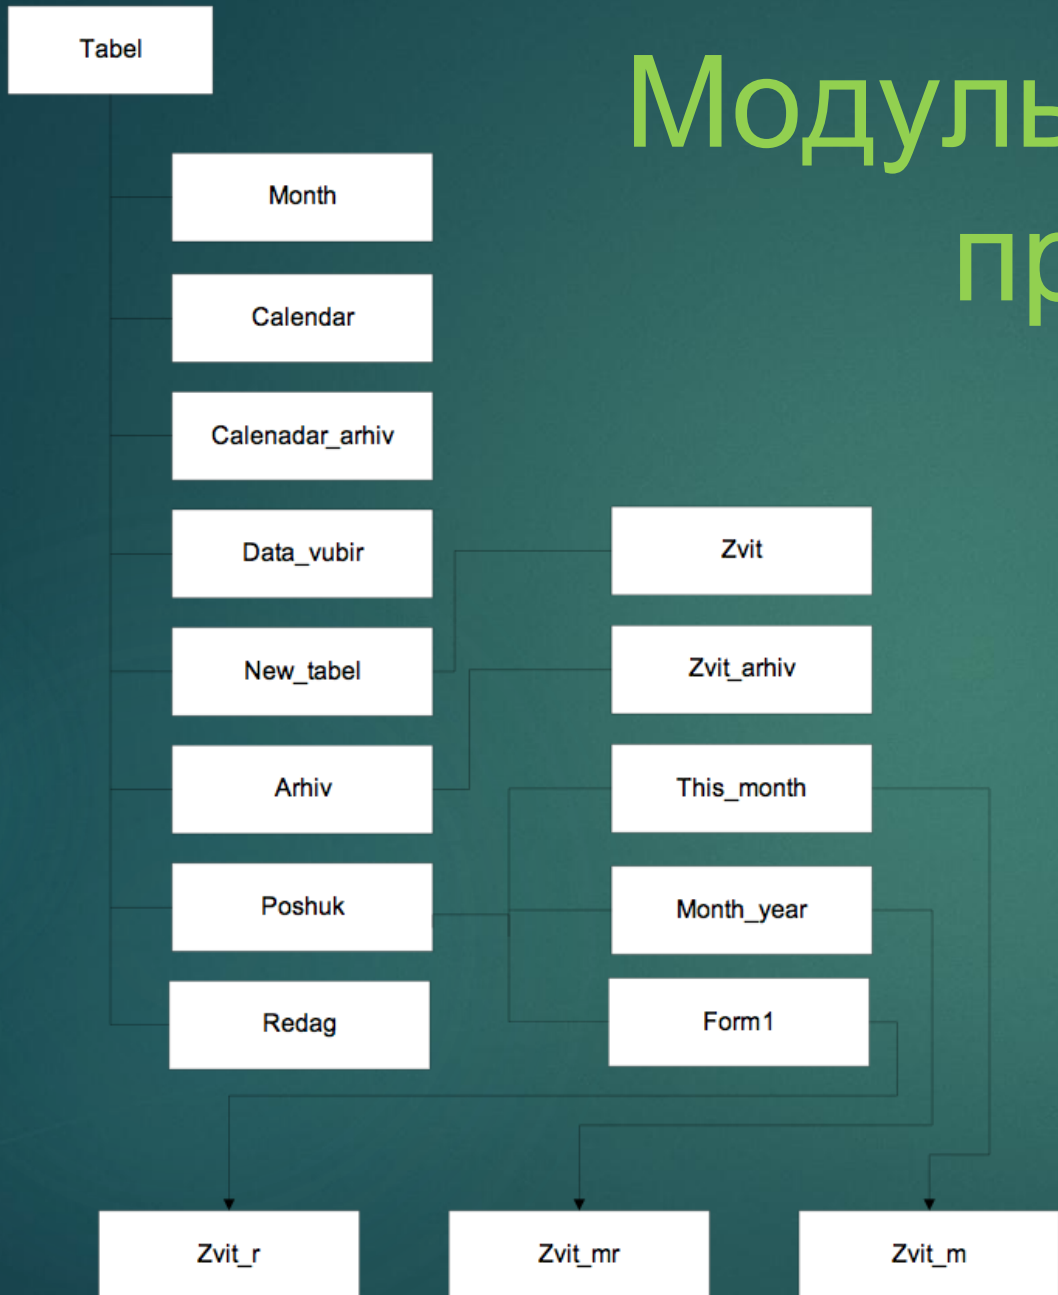 Tabel
Модуль
пр
Month
Calendar
Calenadar_arhiv
Data_vubir
Zvit
New_tabel
Zvit_arhiv
Arhiv
This_month
Poshuk
Month_year
Redag
Form1
Zvit_r
Zvit_mr
Zvit_m